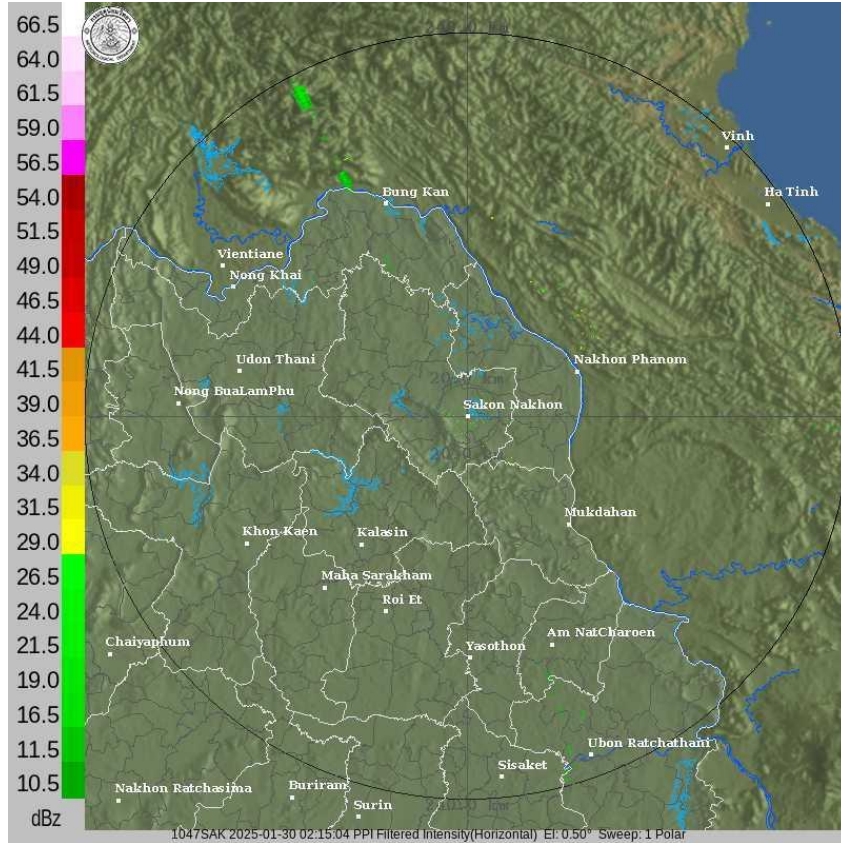 66.5
64.0
61.5
59.0
56.5
54.0
51.5
49.0
46.5
44.0
41.5
39.0
36.5
34.0
31.5
29.0
26.5
24.0
21.5
19.0
16.5
11.5
10.5
dBz
Vinh
Ha Tinh
Bung Kan
Vientiane
Nong Khai
Udon Thani
Nakhon Phanom
Nong BuaLamPhu
Sakon Nakhon
Mukdahan
Khon Kaen
Kalasin
Maha Sarakham
Roi Et
Am NatCharoen
Chaiyaphum
Yasothon
Ubon Ratchathani
Sisaket
Nakhon Ratchasima
Buriram
Surin
1047SAK 2025-01-30 02:15:04 PPI Filtered Intensity(Horizontal) El: 0.50° Sweep: 1 Polar